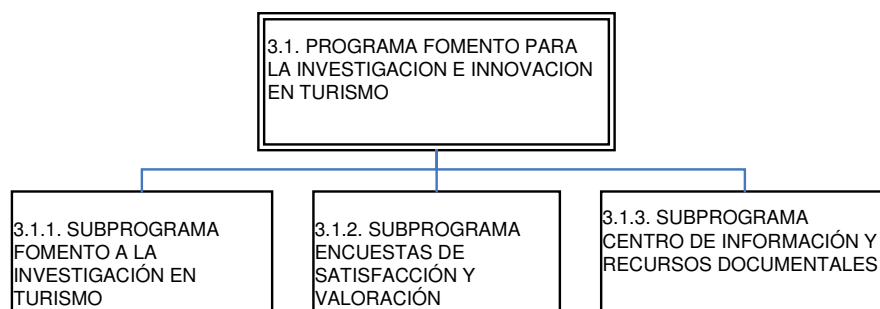 3.1. PROGRAMA FOMENTO PARA
LA INVESTIGACION E INNOVACION
EN TURISMO
3.1.1. SUBPROGRAMA
FOMENTO A LA
INVESTIGACIÓN EN
TURISMO
3.1.2. SUBPROGRAMA
ENCUESTAS DE
SATISFACCIÓN Y
VALORACIÓN
3.1.3. SUBPROGRAMA
CENTRO DE INFORMACIÓN Y
RECURSOS DOCUMENTALES